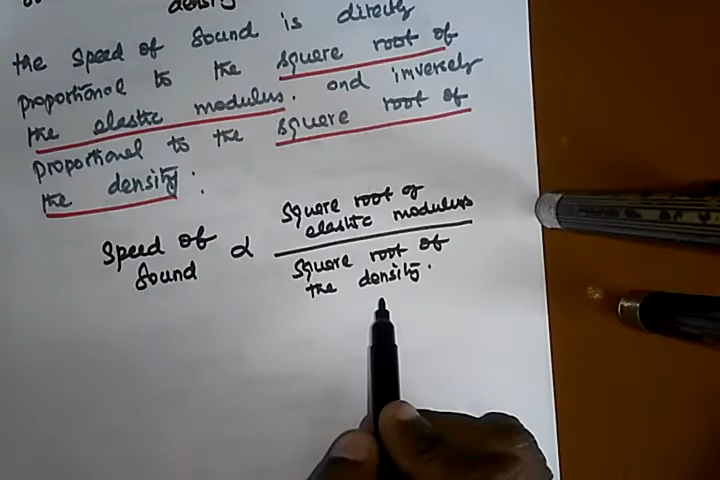 density
the speed of sound is directly
proportional to the square root of
the elastic modulus. and inversely
proportional to the square root of
the density.
Speed of sound ∝ square root of elastic modulus
square root of the density.